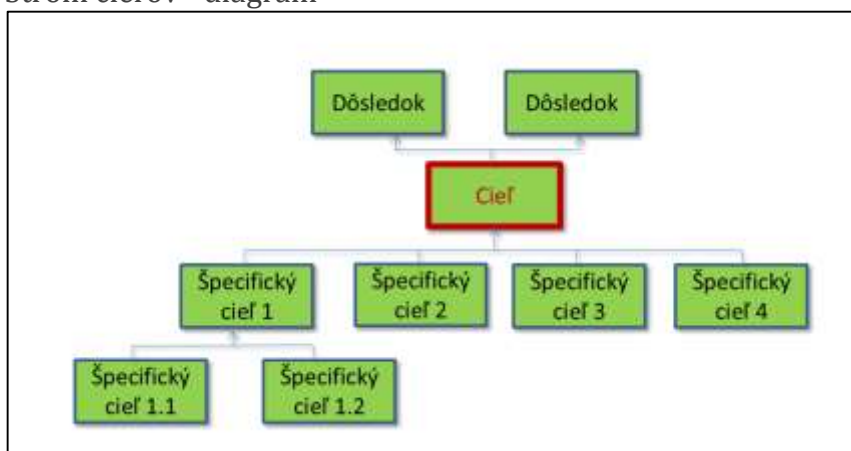 Strom cieľov - diagram
Dôsledok
Dôsledok
Cieľ
Špecifický
cieľ 1
Špecifický
cieľ 2
Špecifický
cieľ 3
Špecifický
cieľ 4
Špecifický
cieľ 1.1
Špecifický
cieľ 1.2